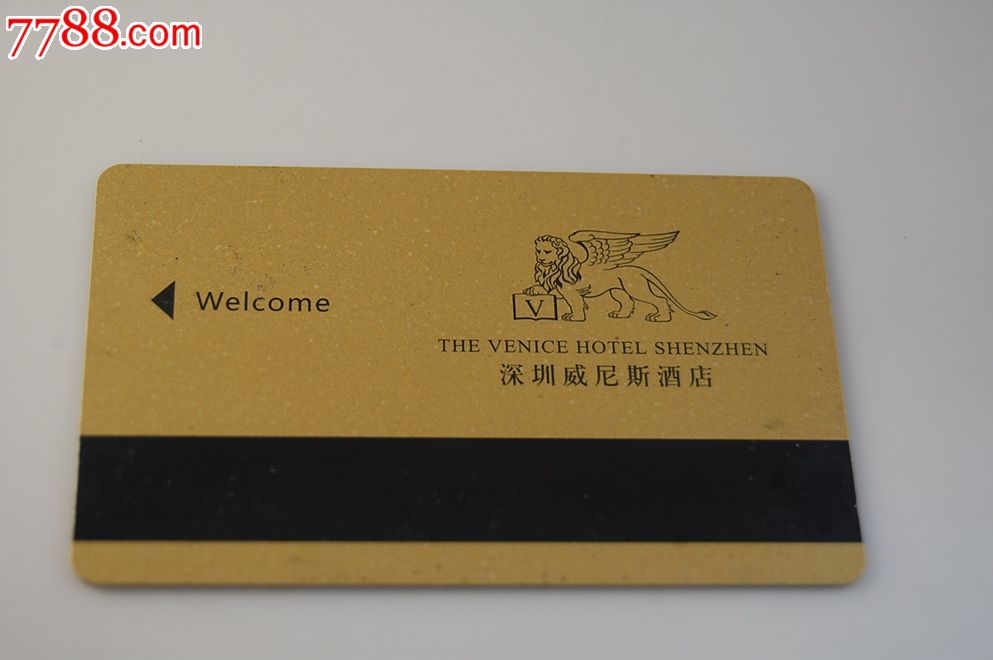 7788.com
Welcome
V
THE VENICE HOTEL SHENZHEN
深圳威尼斯酒店